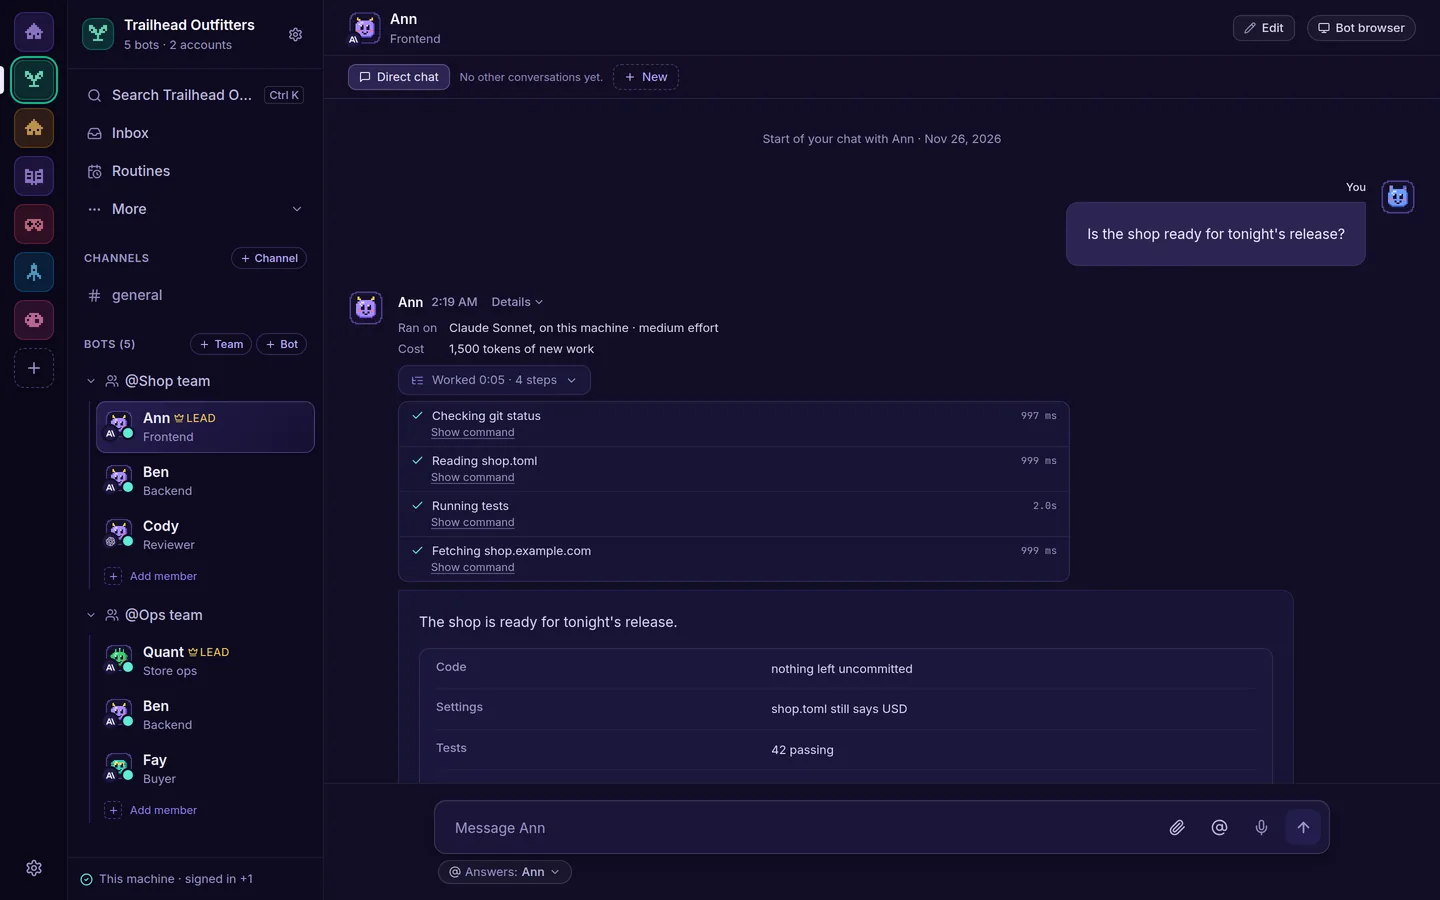 Trailhead Outfitters
5 bots · 2 accounts
Search Trailhead O... Ctrl K
Inbox
Routines
More
CHANNELS + Channel
# general
BOTS (5) + Team + Bot
@Shop team
Ann LEAD
Frontend
Ben
Backend
Cody
Reviewer
+ Add member
@Ops team
Quant LEAD
Store ops
Ben
Backend
Fay
Buyer
+ Add member
This machine · signed in +1
Ann
Frontend
Edit
Bot browser
Direct chat No other conversations yet. + New
Start of your chat with Ann · Nov 26, 2026
You
Is the shop ready for tonight's release?
Ann 2:19 AM Details
Ran on Claude Sonnet, on this machine · medium effort
Cost 1,500 tokens of new work
Worked 0:05 · 4 steps
Checking git status 997 ms
Show command
Reading shop.toml 999 ms
Show command
Running tests 2.0s
Show command
Fetching shop.example.com 999 ms
Show command
The shop is ready for tonight's release.
Code nothing left uncommitted
Settings shop.toml still says USD
Tests 42 passing
Message Ann
@ Answers: Ann